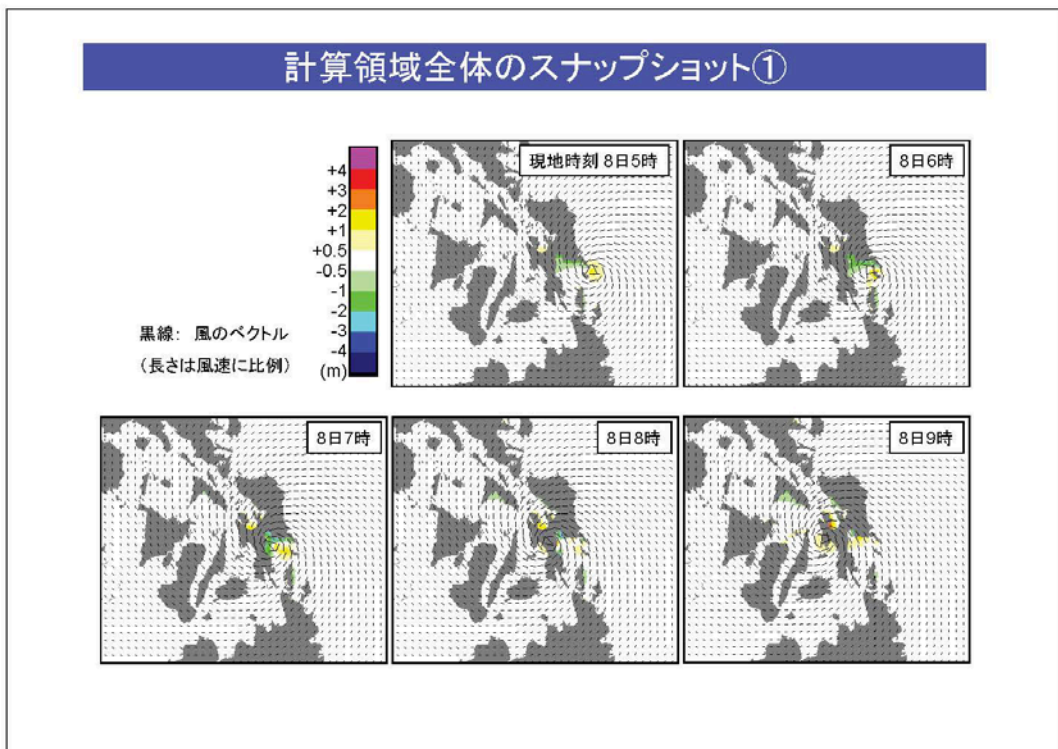 計算領域全体のスナップショット①
+4
+3
+2
+1
+0.5
-0.5
-1
-2
-3
-4
(m)
黒線: 風のベクトル
(長さは風速に比例)
現地時刻 8日5時
8日6時
8日7時
8日8時
8日9時